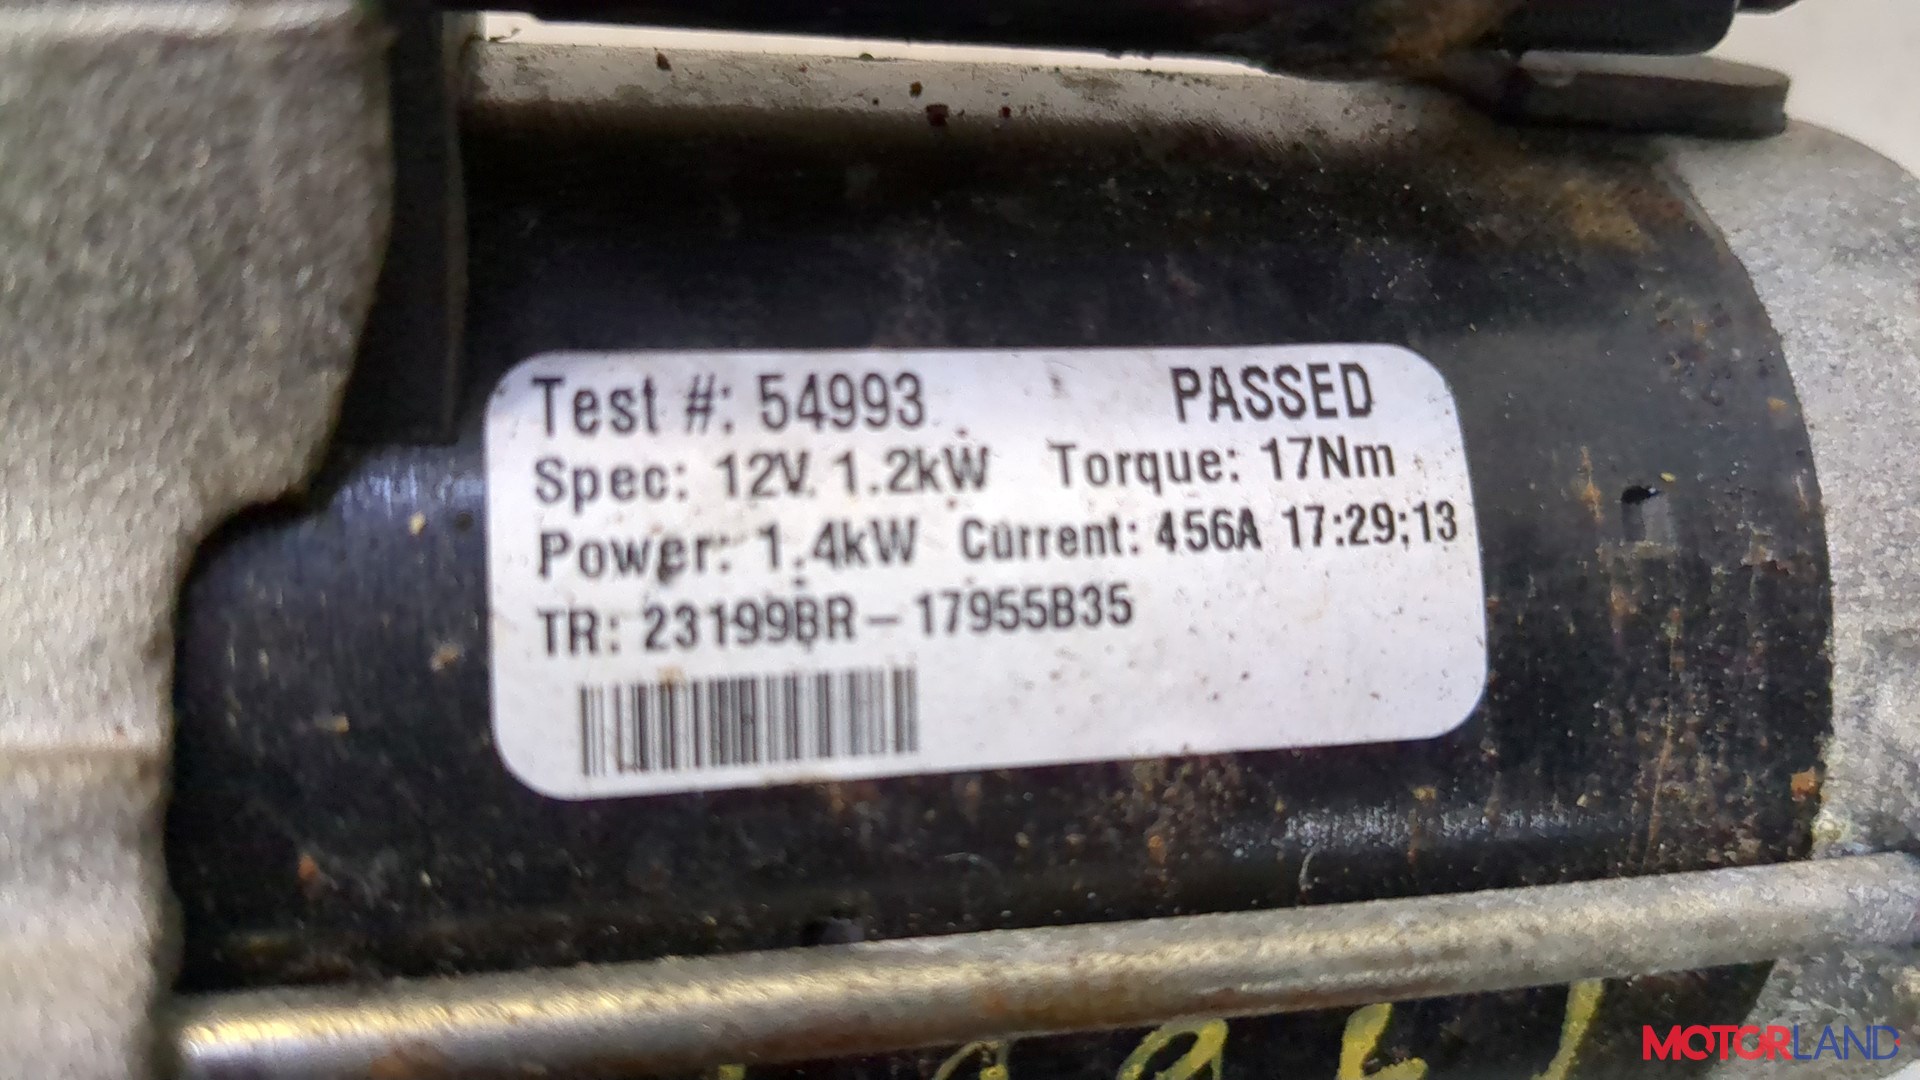 Test #: 54993 PASSED
Spec: 12V 1.2kW Torque: 17Nm
Power: 1.4kW Current: 456A 17:29:13
TR: 23199BR-17955B35
MOTORLAND